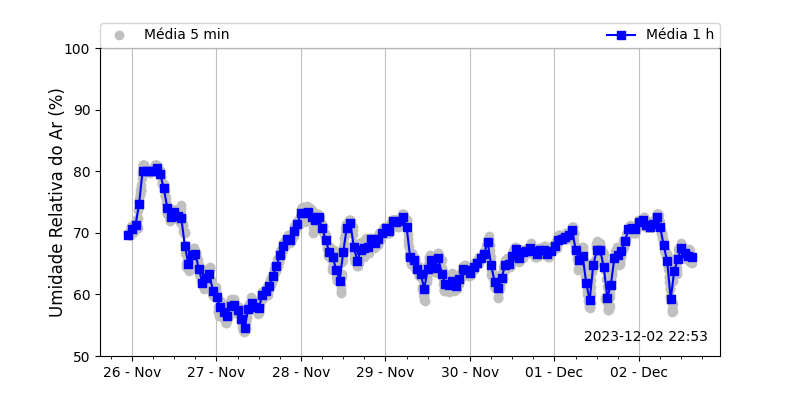 Média 5 min
Média 1 h
Umidade Relativa do Ar (%)
100
90
80
70
60
50
2023-12-02 22:53
26 - Nov
27 - Nov
28 - Nov
29 - Nov
30 - Nov
01 - Dec
02 - Dec